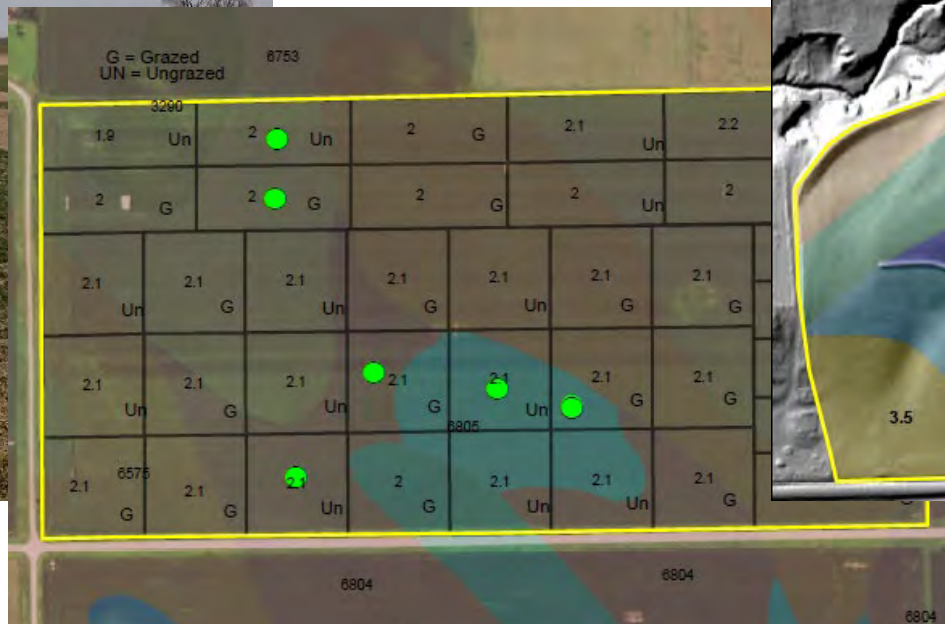 G = Grazed
UN = Ungrazed
6753
3290
1.9 Un
2 Un
2 G
2.1 Un
2.2
2 G
2 G
2 G
2 Un
2
2.1 Un
2.1 G
2.1 Un
2.1 G
2.1 Un
2.1 G
2.1 G
2.1 Un
2.1 G
2.1 Un
2.1 G
2.1 Un
2.1 G
2.1 G
6805
6575
2.1 G
2.1 G
2.1 Un
2 G
2.1 Un
2.1 Un
2.1 G
3.5
6804
6804
6804